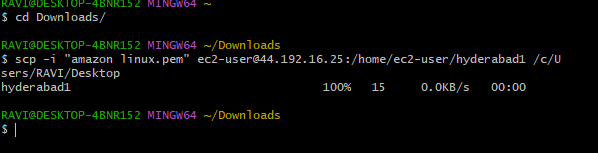 RAVI@DESKTOP-4BNR152 MINGW64 ~
$ cd Downloads/
RAVI@DESKTOP-4BNR152 MINGW64 ~/Downloads
$ scp -i "amazon linux.pem" ec2-user@44.192.16.25:/home/ec2-user/hyderabad1 /c/U
sers/RAVI/Desktop
hyderabad1 100% 15 0.0KB/s 00:00
RAVI@DESKTOP-4BNR152 MINGW64 ~/Downloads
$